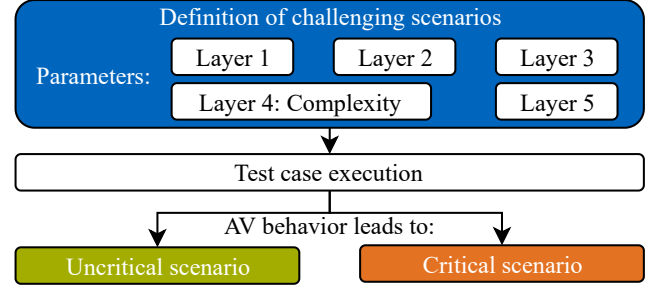 Definition of challenging scenarios
Parameters:
Layer 1
Layer 2
Layer 3
Layer 4: Complexity
Layer 5
Test case execution
AV behavior leads to:
Uncritical scenario
Critical scenario